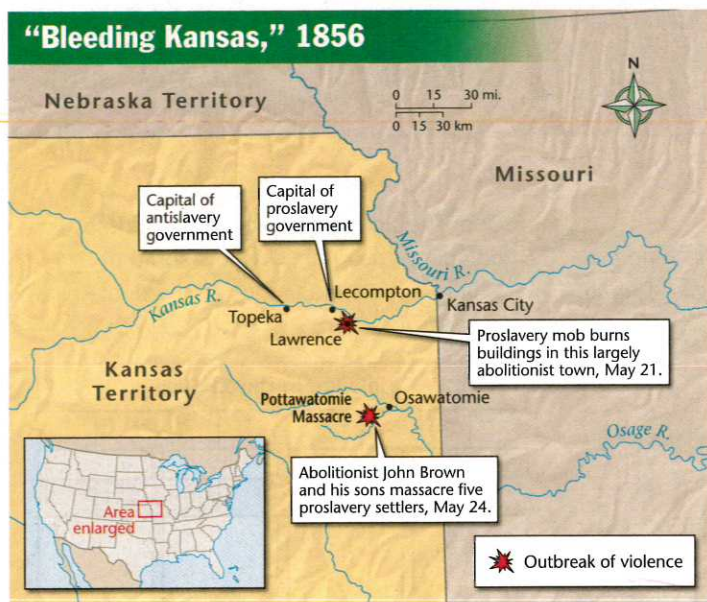 “Bleeding Kansas,” 1856
Nebraska Territory
0 15 30 mi.
0 15 30 km
N
Missouri
Capital of
antislavery
government
Capital of
proslavery
government
Missouri R.
Kansas R.
Lecompton
Kansas City
Topeka
Lawrence
Proslavery mob burns
buildings in this largely
abolitionist town, May 21.
Kansas
Territory
Pottawatomie
Massacre
Osawatomie
Osage R.
Abolitionist John Brown
and his sons massacre five
proslavery settlers, May 24.
Area
enlarged
Outbreak of violence